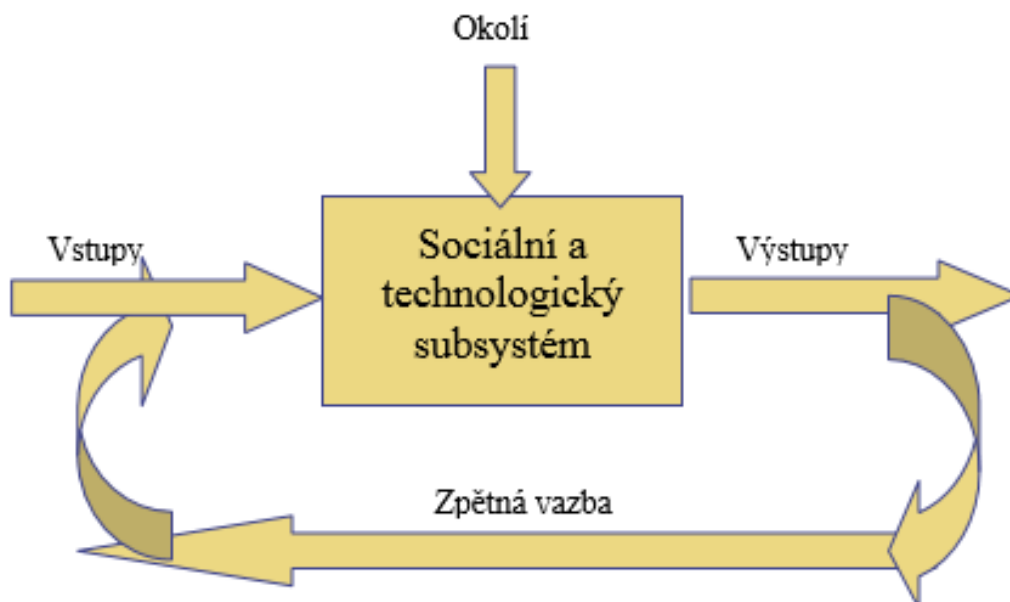 Okolí
Vstupy
Sociální a
technologický
subsystém
Výstupy
Zpětná vazba